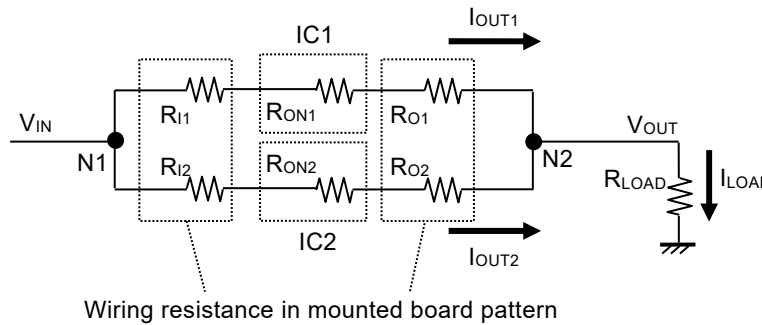 IOUT1
IC1
VIN
RI1
RON1
RO1
N1
N2
VOUT
RI2
RON2
RO2
RLOAD
ILOAD
IC2
IOUT2
Wiring resistance in mounted board pattern